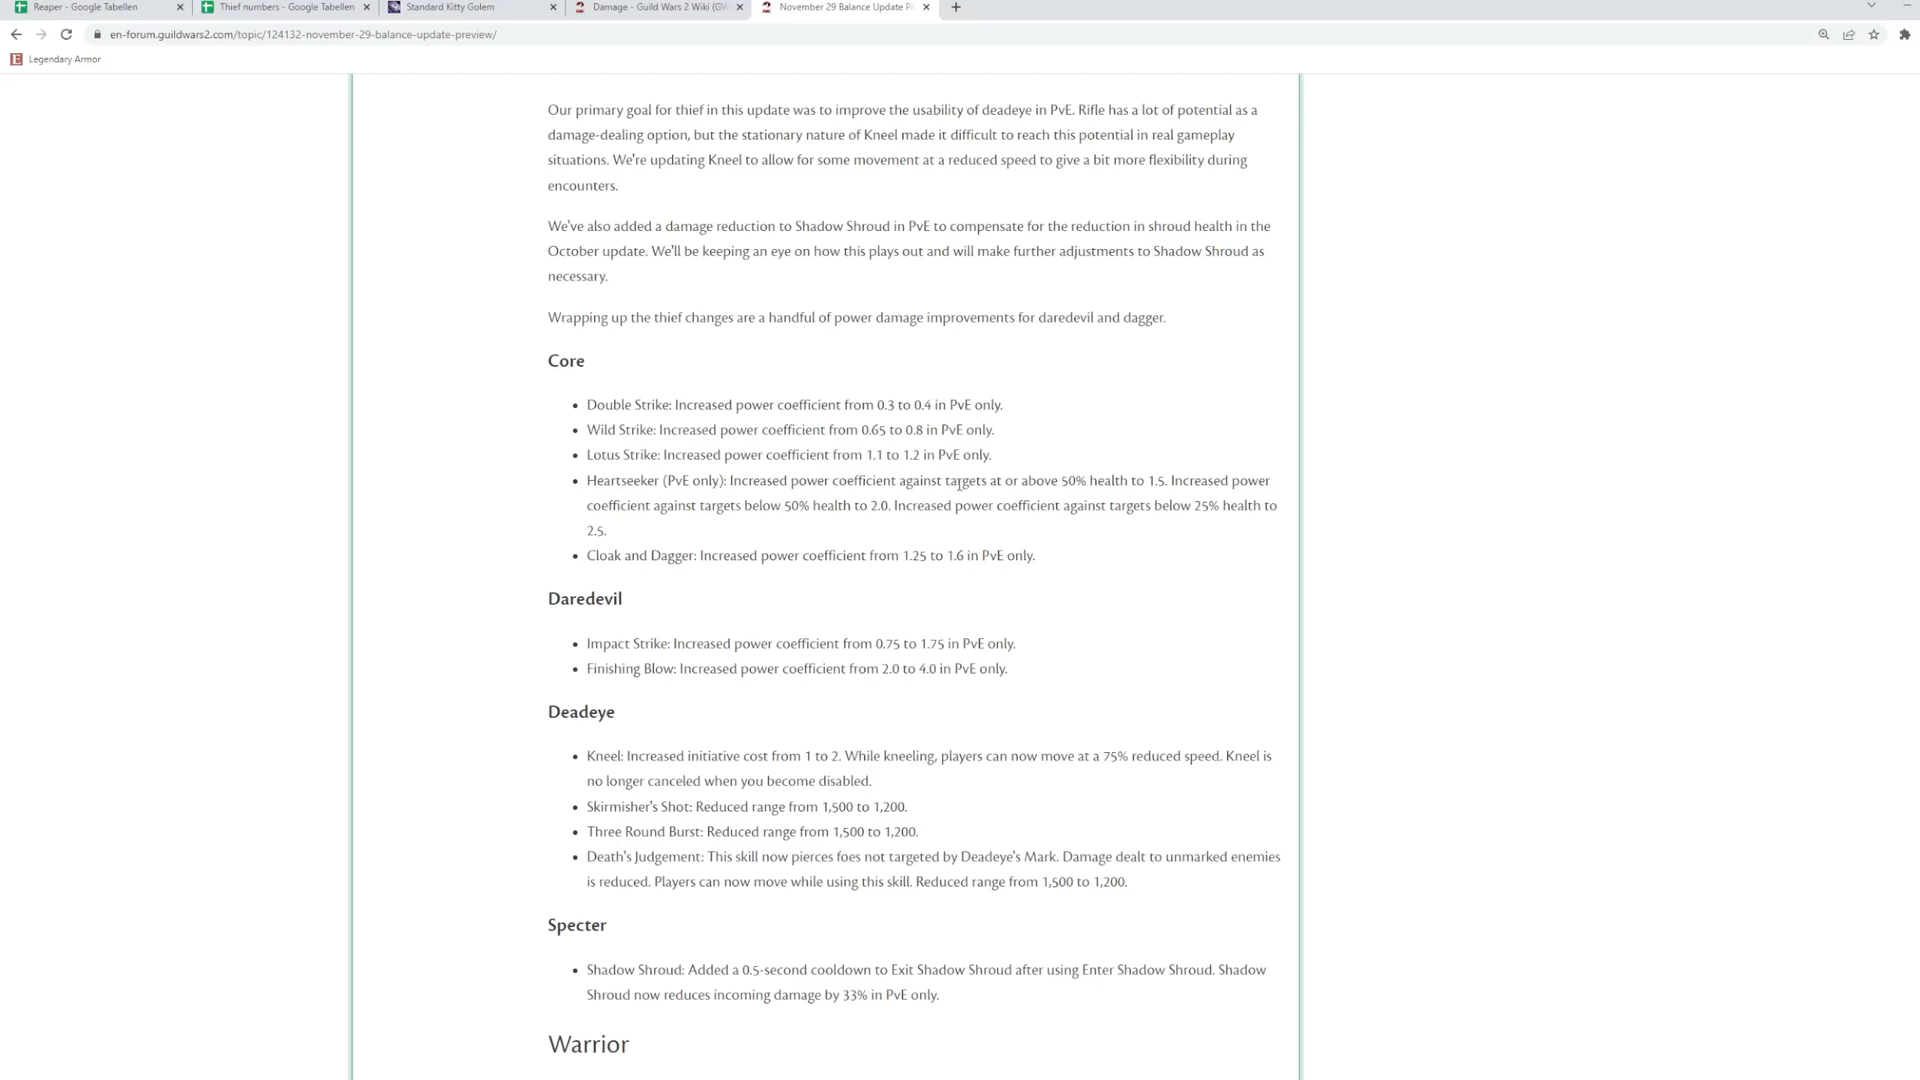 Reaper - Google Tabellen
Thief numbers - Google Tabellen
Standard Kitty Golem
Damage - Guild Wars 2 Wiki (GW
November 29 Balance Update P
en-forum.guildwars2.com/topic/124132-november-29-balance-update-preview/
Legendary Armor
Our primary goal for thief in this update was to improve the usability of deadeye in PvE. Rifle has a lot of potential as a
damage-dealing option, but the stationary nature of Kneel made it difficult to reach this potential in real gameplay
situations. We're updating Kneel to allow for some movement at a reduced speed to give a bit more flexibility during
encounters.
We've also added a damage reduction to Shadow Shroud in PvE to compensate for the reduction in shroud health in the
October update. We'll be keeping an eye on how this plays out and will make further adjustments to Shadow Shroud as
necessary.
Wrapping up the thief changes are a handful of power damage improvements for daredevil and dagger.
Core
• Double Strike: Increased power coefficient from 0.3 to 0.4 in PvE only.
• Wild Strike: Increased power coefficient from 0.65 to 0.8 in PvE only.
• Lotus Strike: Increased power coefficient from 1.1 to 1.2 in PvE only.
• Heartseeker (PvE only): Increased power coefficient against targets at or above 50% health to 1.5. Increased power
coefficient against targets below 50% health to 2.0. Increased power coefficient against targets below 25% health to
2.5.
• Cloak and Dagger: Increased power coefficient from 1.25 to 1.6 in PvE only.
Daredevil
• Impact Strike: Increased power coefficient from 0.75 to 1.75 in PvE only.
• Finishing Blow: Increased power coefficient from 2.0 to 4.0 in PvE only.
Deadeye
• Kneel: Increased initiative cost from 1 to 2. While kneeling, players can now move at a 75% reduced speed. Kneel is
no longer canceled when you become disabled.
• Skirmisher's Shot: Reduced range from 1,500 to 1,200.
• Three Round Burst: Reduced range from 1,500 to 1,200.
• Death's Judgement: This skill now pierces foes not targeted by Deadeye's Mark. Damage dealt to unmarked enemies
is reduced. Players can now move while using this skill. Reduced range from 1,500 to 1,200.
Specter
• Shadow Shroud: Added a 0.5-second cooldown to Exit Shadow Shroud after using Enter Shadow Shroud. Shadow
Shroud now reduces incoming damage by 33% in PvE only.
Warrior